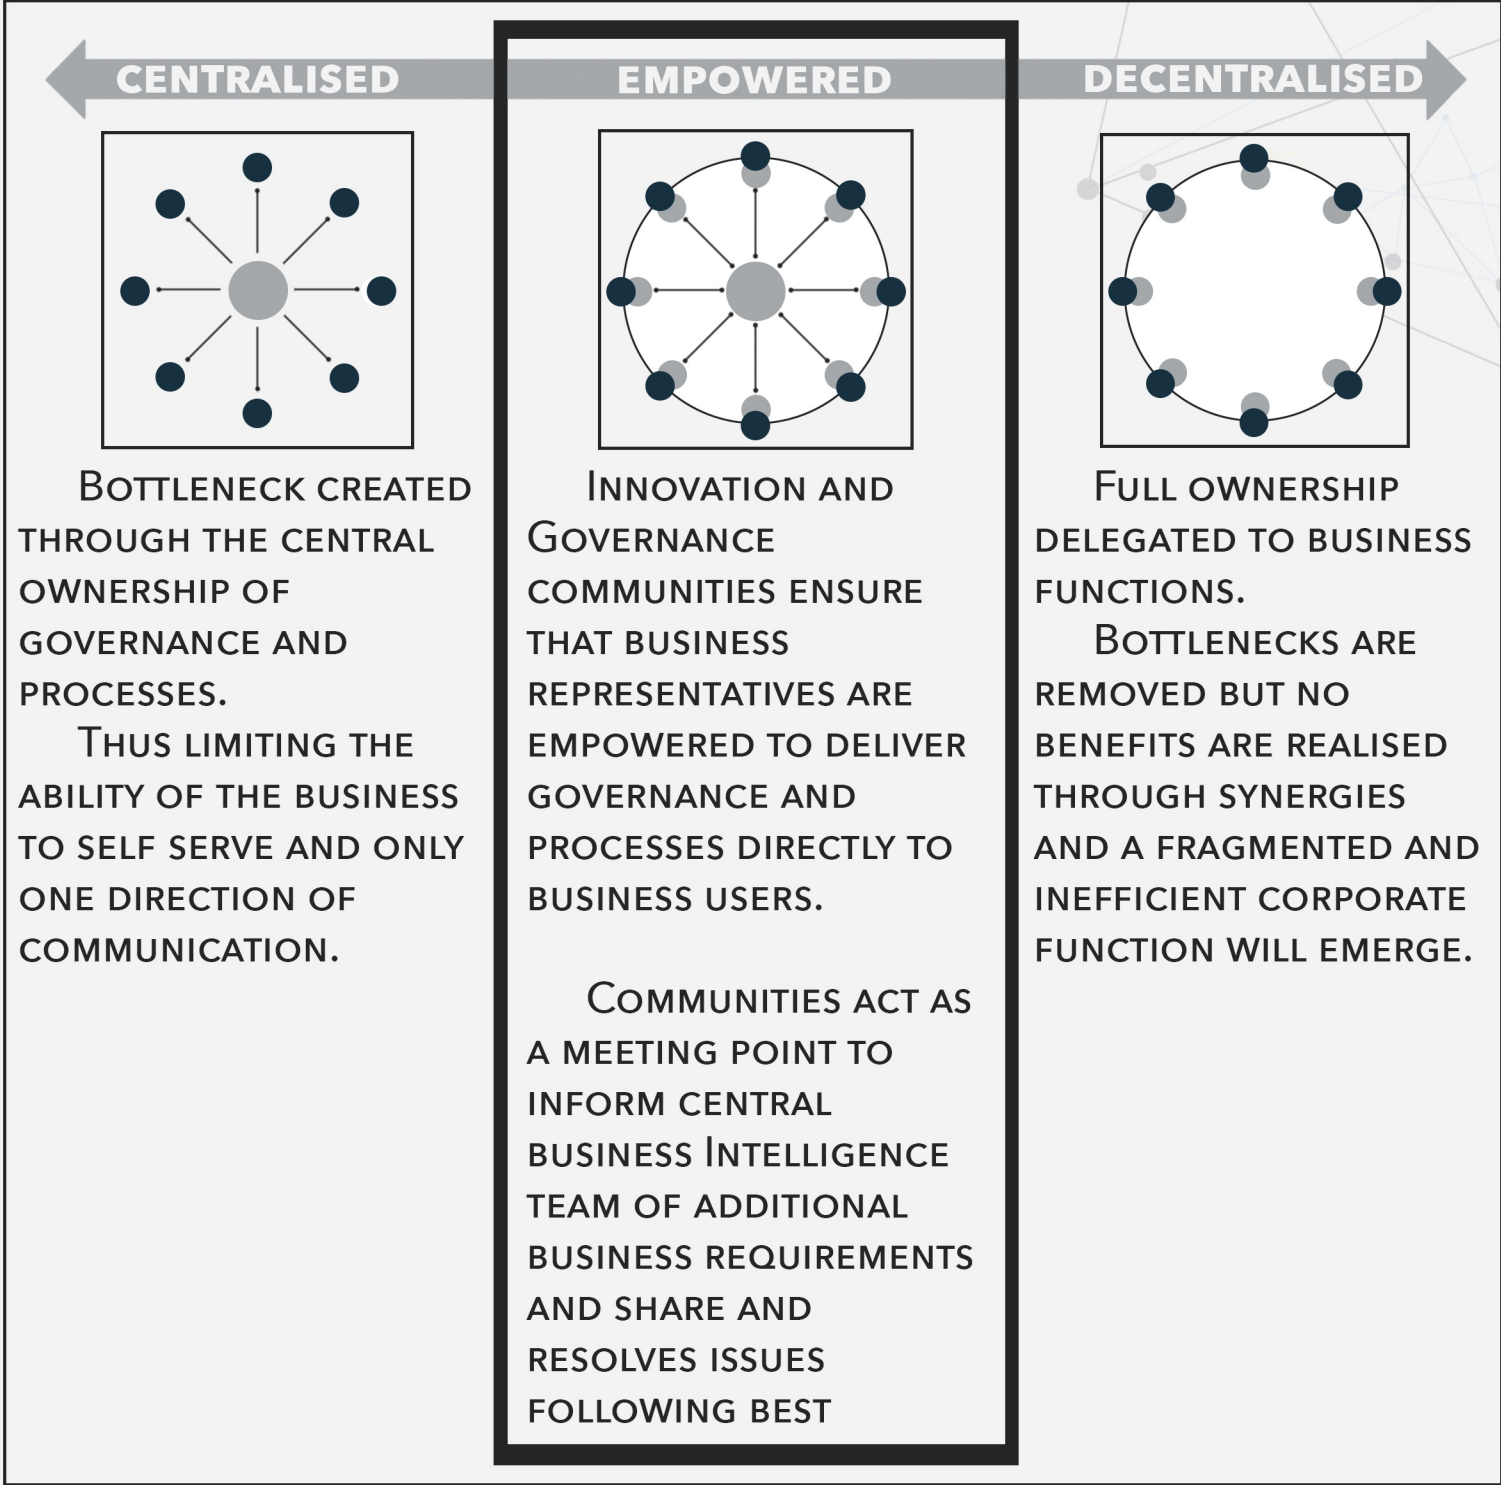 CENTRALISED
EMPOWERED
DECENTRALISED
Bottleneck created
through the central
ownership of
governance and
processes.
Thus limiting the
ability of the business
to self serve and only
one direction of
communication.
Innovation and
Governance
communities ensure
that business
representatives are
empowered to deliver
governance and
processes directly to
business users.
Communities act as
a meeting point to
inform central
business Intelligence
team of additional
business requirements
and share and
resolves issues
following best
Full ownership
delegated to business
functions.
Bottlenecks are
removed but no
benefits are realised
through synergies
and a fragmented and
inefficient corporate
function will emerge.